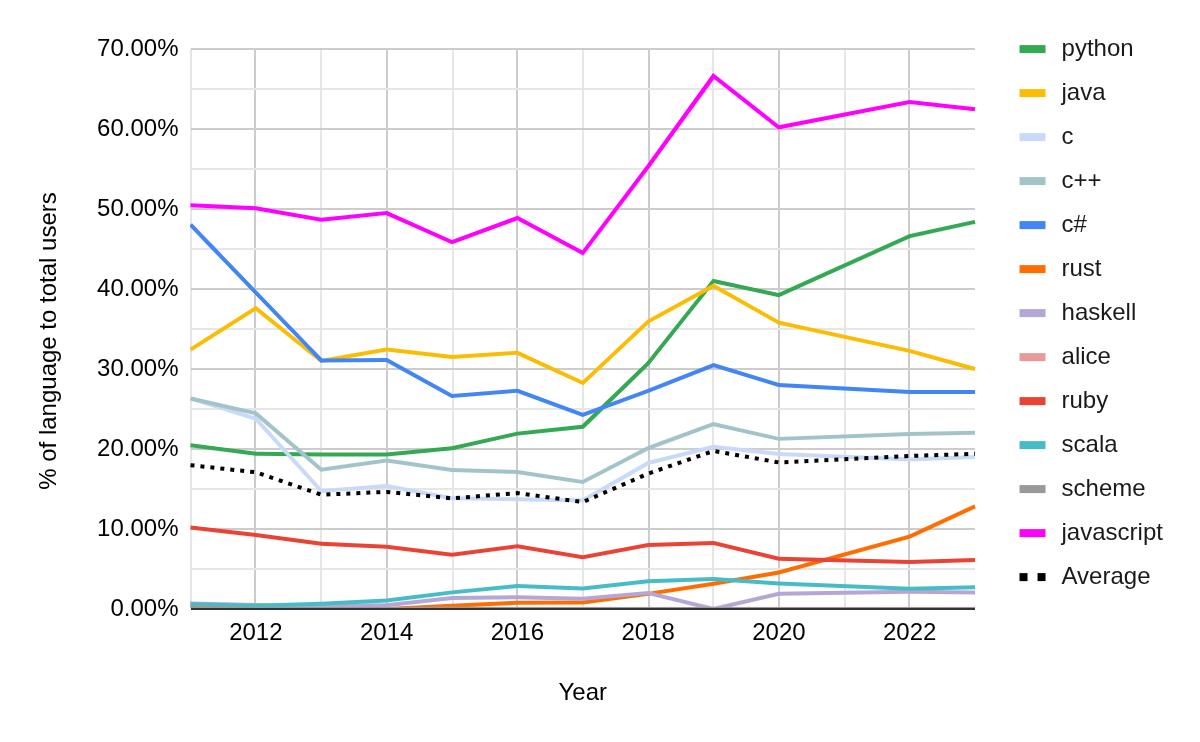 70.00%
60.00%
50.00%
40.00%
30.00%
20.00%
10.00%
0.00%
% of language to total users
2012 2014 2016 2018 2020 2022
Year
python
java
c
c++
c#
rust
haskell
alice
ruby
scala
scheme
javascript
Average